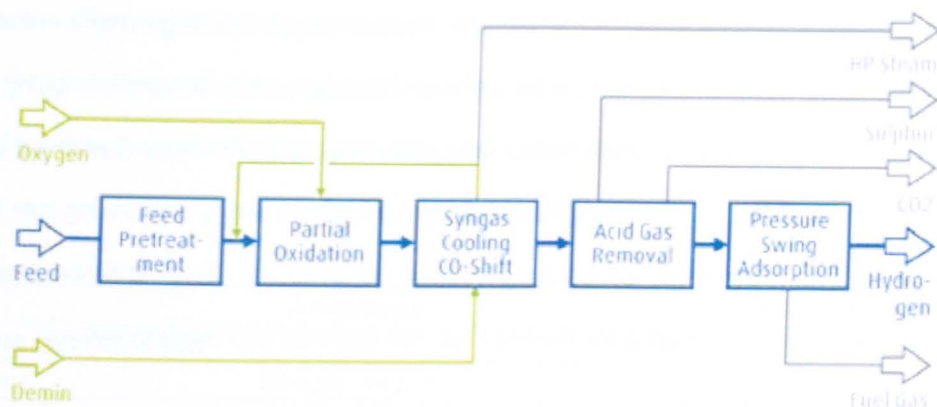 HP Steam
Sulphur
Oxygen
CO2
Feed
Pretreat-
ment
Partial
Oxidation
Syngas
Cooling
CO-Shift
Acid Gas
Removal
Pressure
Swing
Adsorption
Feed
Hydro-
gen
Demin
Fuel Gas